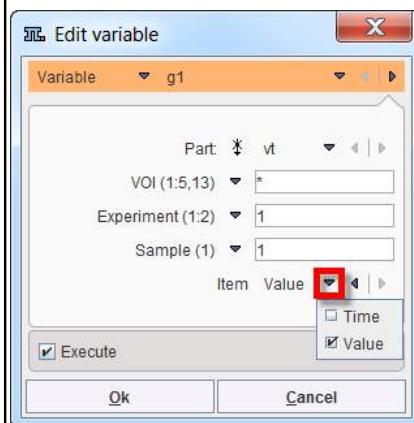 Edit variable
Variable g1
Part: vt
VOI (1:5,13) *
Experiment (1:2) 1
Sample (1) 1
Item Value
Time
Value
Execute
Ok Cancel